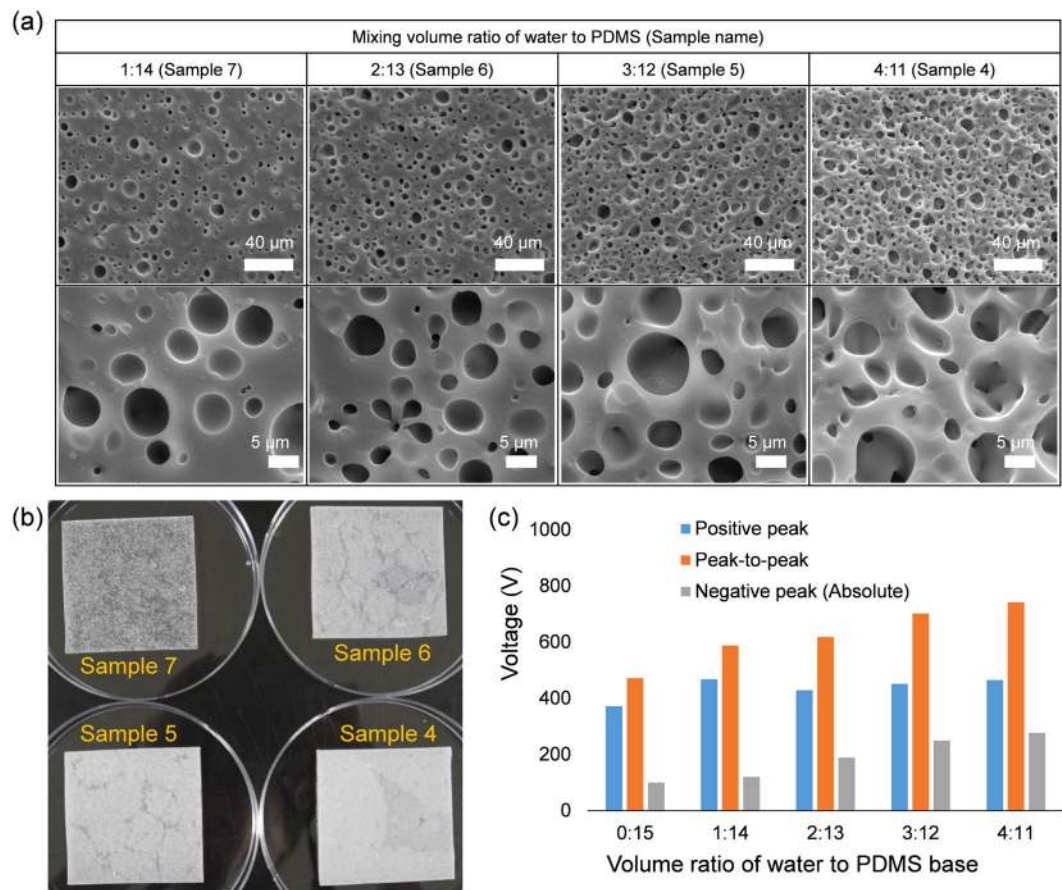 (a)
Mixing volume ratio of water to PDMS (Sample name)
1:14 (Sample 7)
2:13 (Sample 6)
3:12 (Sample 5)
4:11 (Sample 4)
40 μm
40 μm
40 μm
40 μm
5 μm
5 μm
5 μm
5 μm
(b)
Sample 7
Sample 6
Sample 5
Sample 4
(c)
Voltage (V)
1000
800
600
400
200
0
Positive peak
Peak-to-peak
Negative peak (Absolute)
0:15
1:14
2:13
3:12
4:11
Volume ratio of water to PDMS base